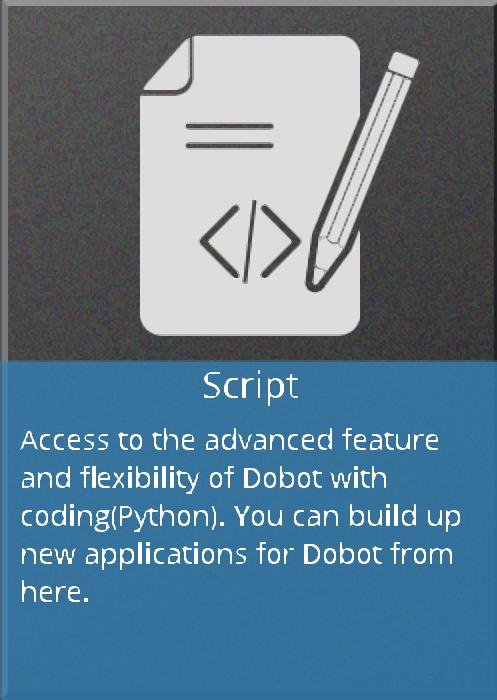 Script
Access to the advanced feature
and flexibility of Dobot with
coding(Python). You can build up
new applications for Dobot from
here.